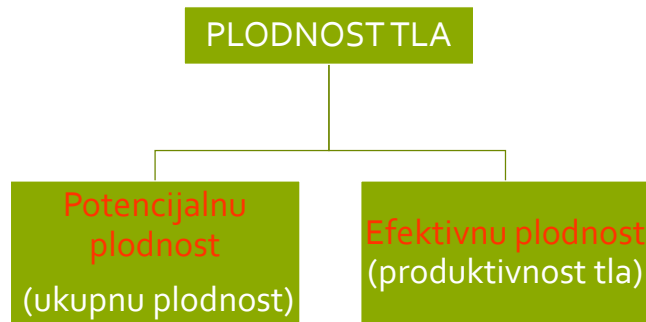 PLODNOST TLA
Potencijalnu
plodnost
(ukupnu plodnost)
Efektivnu plodnost
(produktivnost tla)